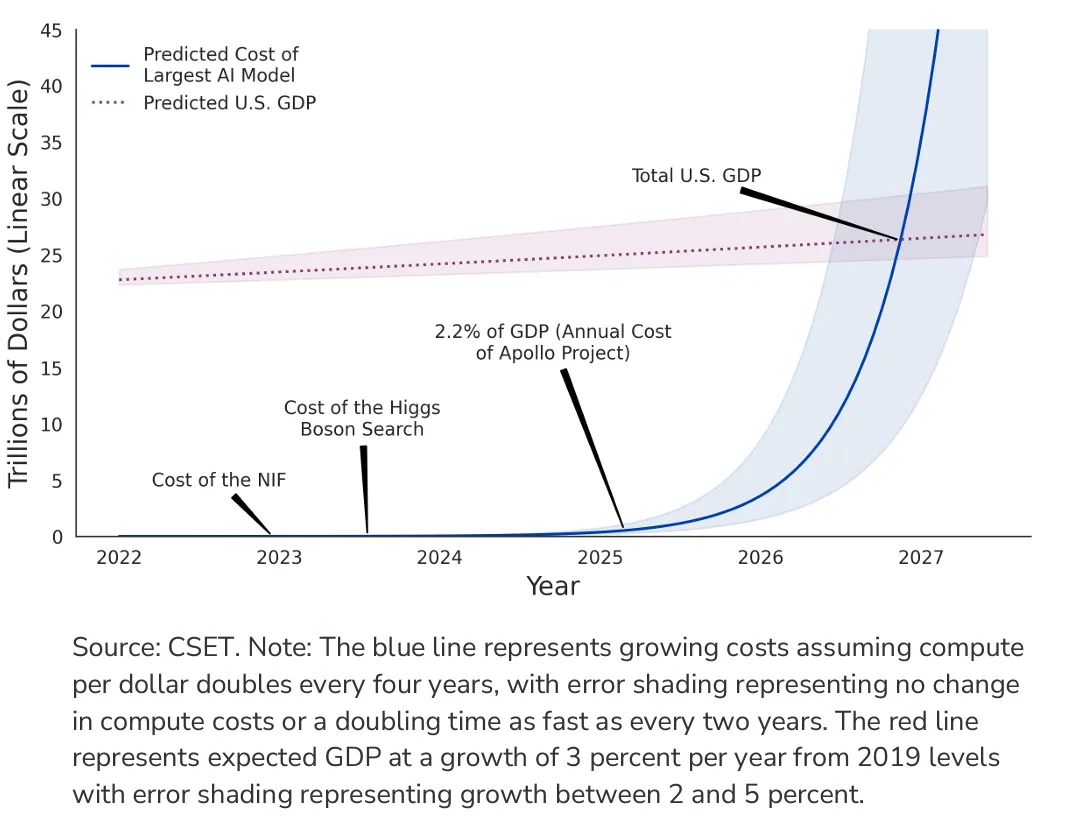 45
Predicted Cost of
Largest AI Model
40
Predicted U.S. GDP
35
Total U.S. GDP
30
25
20
2.2% of GDP (Annual Cost
of Apollo Project)
15
Cost of the Higgs
Boson Search
10
Cost of the NIF
5
0
Trillions of Dollars (Linear Scale)
2022 2023 2024 2025 2026 2027
Year
Source: CSET. Note: The blue line represents growing costs assuming compute
per dollar doubles every four years, with error shading representing no change
in compute costs or a doubling time as fast as every two years. The red line
represents expected GDP at a growth of 3 percent per year from 2019 levels
with error shading representing growth between 2 and 5 percent.